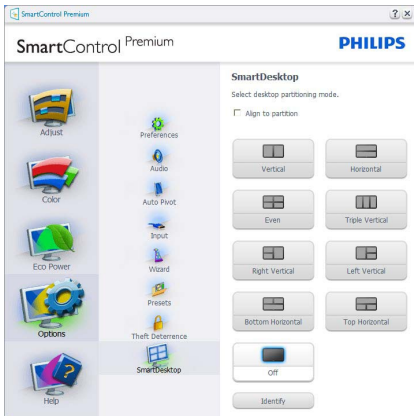 SmartControl Premium
SmartControl Premium
PHILIPS
Adjust
Color
Eco Power
Options
Help
Preferences
Audio
Auto Pivot
Input
Wizard
Presets
Theft Deterrence
SmartDesktop
SmartDesktop
Select desktop partitioning mode.
Align to partition
Vertical
Horizontal
Even
Triple Vertical
Right Vertical
Left Vertical
Bottom Horizontal
Top Horizontal
Off
Identify